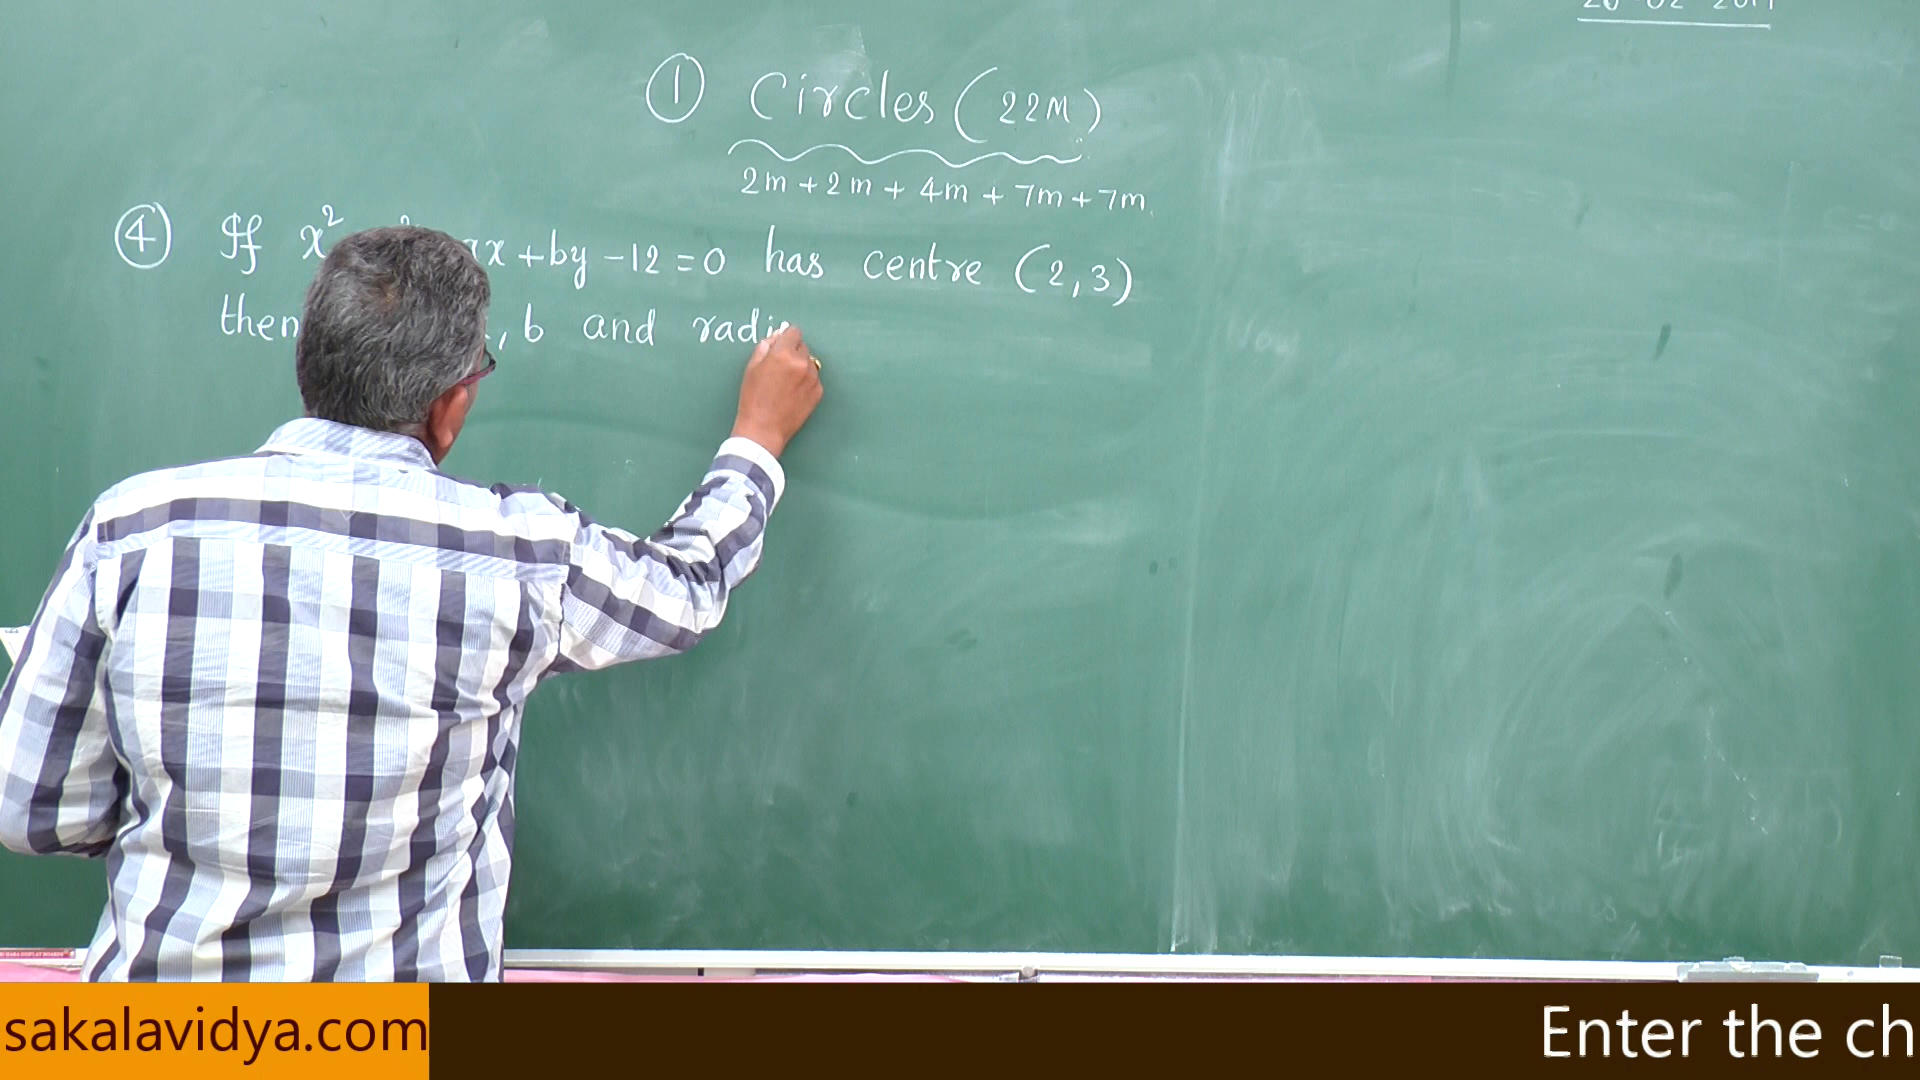 ① Circles (22M)
2m + 2m + 4m + 7m + 7m
④ If x² x + by - 12 = 0 has centre (2, 3)
then , b and radi
sakalavidya.com
Enter the ch